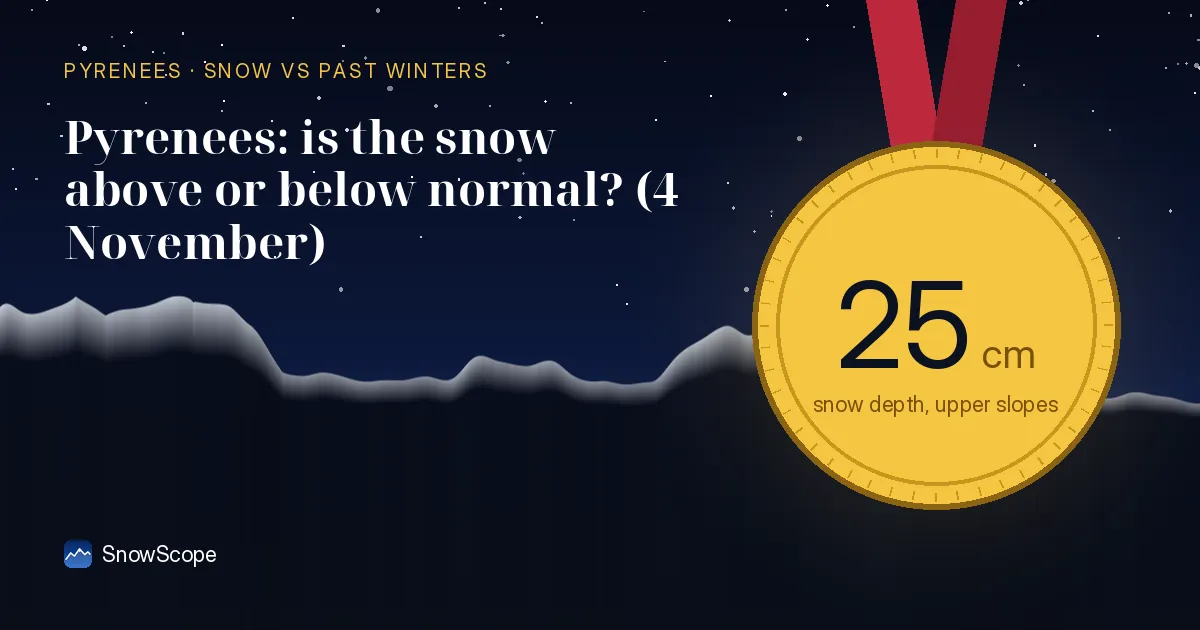 PYRENEES · SNOW VS PAST WINTERS
Pyrenees: is the snow
above or below normal? (4
November)
25 cm
snow depth, upper slopes
SnowScope